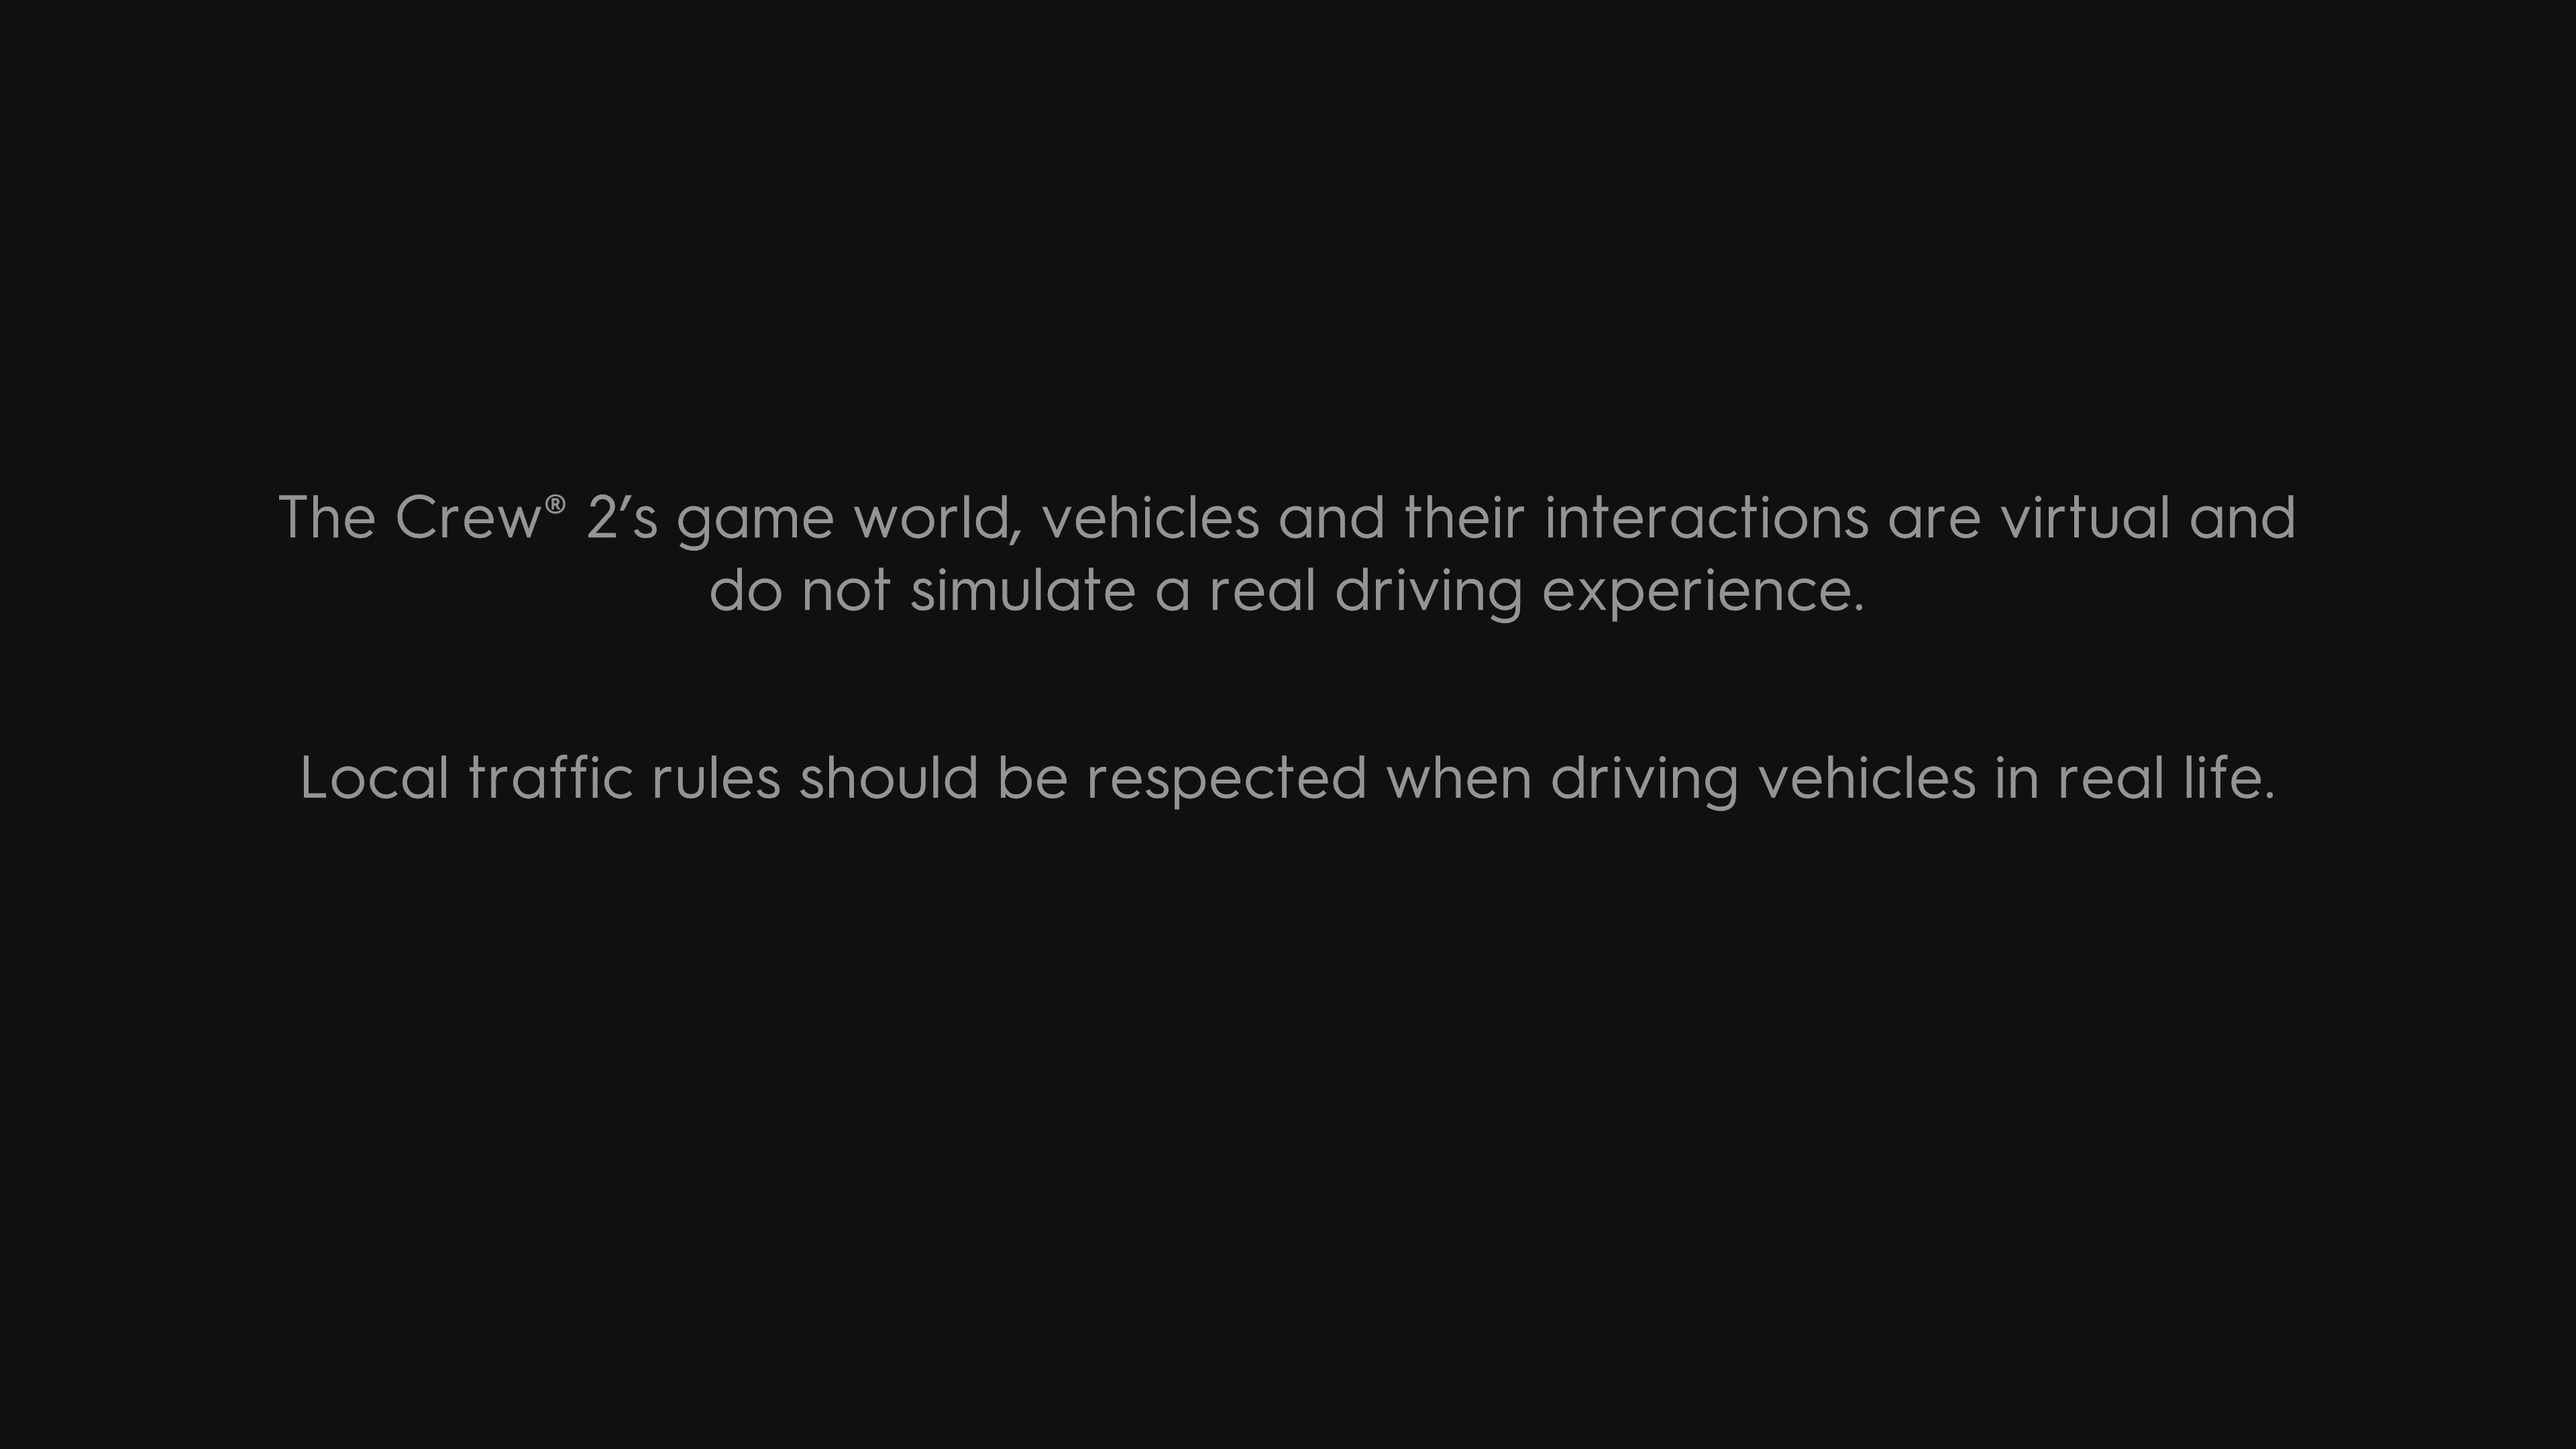 The Crew® 2’s game world, vehicles and their interactions are virtual and
do not simulate a real driving experience.
Local traffic rules should be respected when driving vehicles in real life.